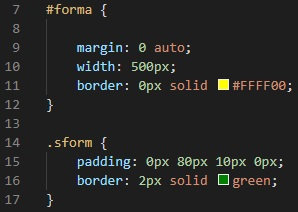 7 #forma {
8
9 margin: 0 auto;
10 width: 500px;
11 border: 0px solid #FFFF00;
12 }
13
14 .sform {
15 padding: 0px 80px 10px 0px;
16 border: 2px solid green;
17 }